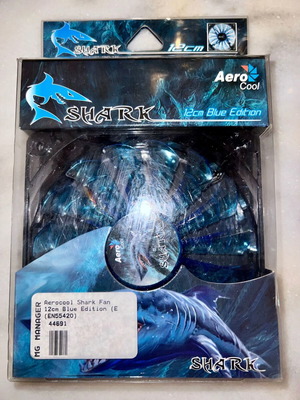 SHARK
12cm
Aero
Cool
SHARK
12cm Blue Edition
Aero
Aerocool Shark Fan
12cm Blue Edition (E
(EN55420)
44691
MG MANAGER
SHARK